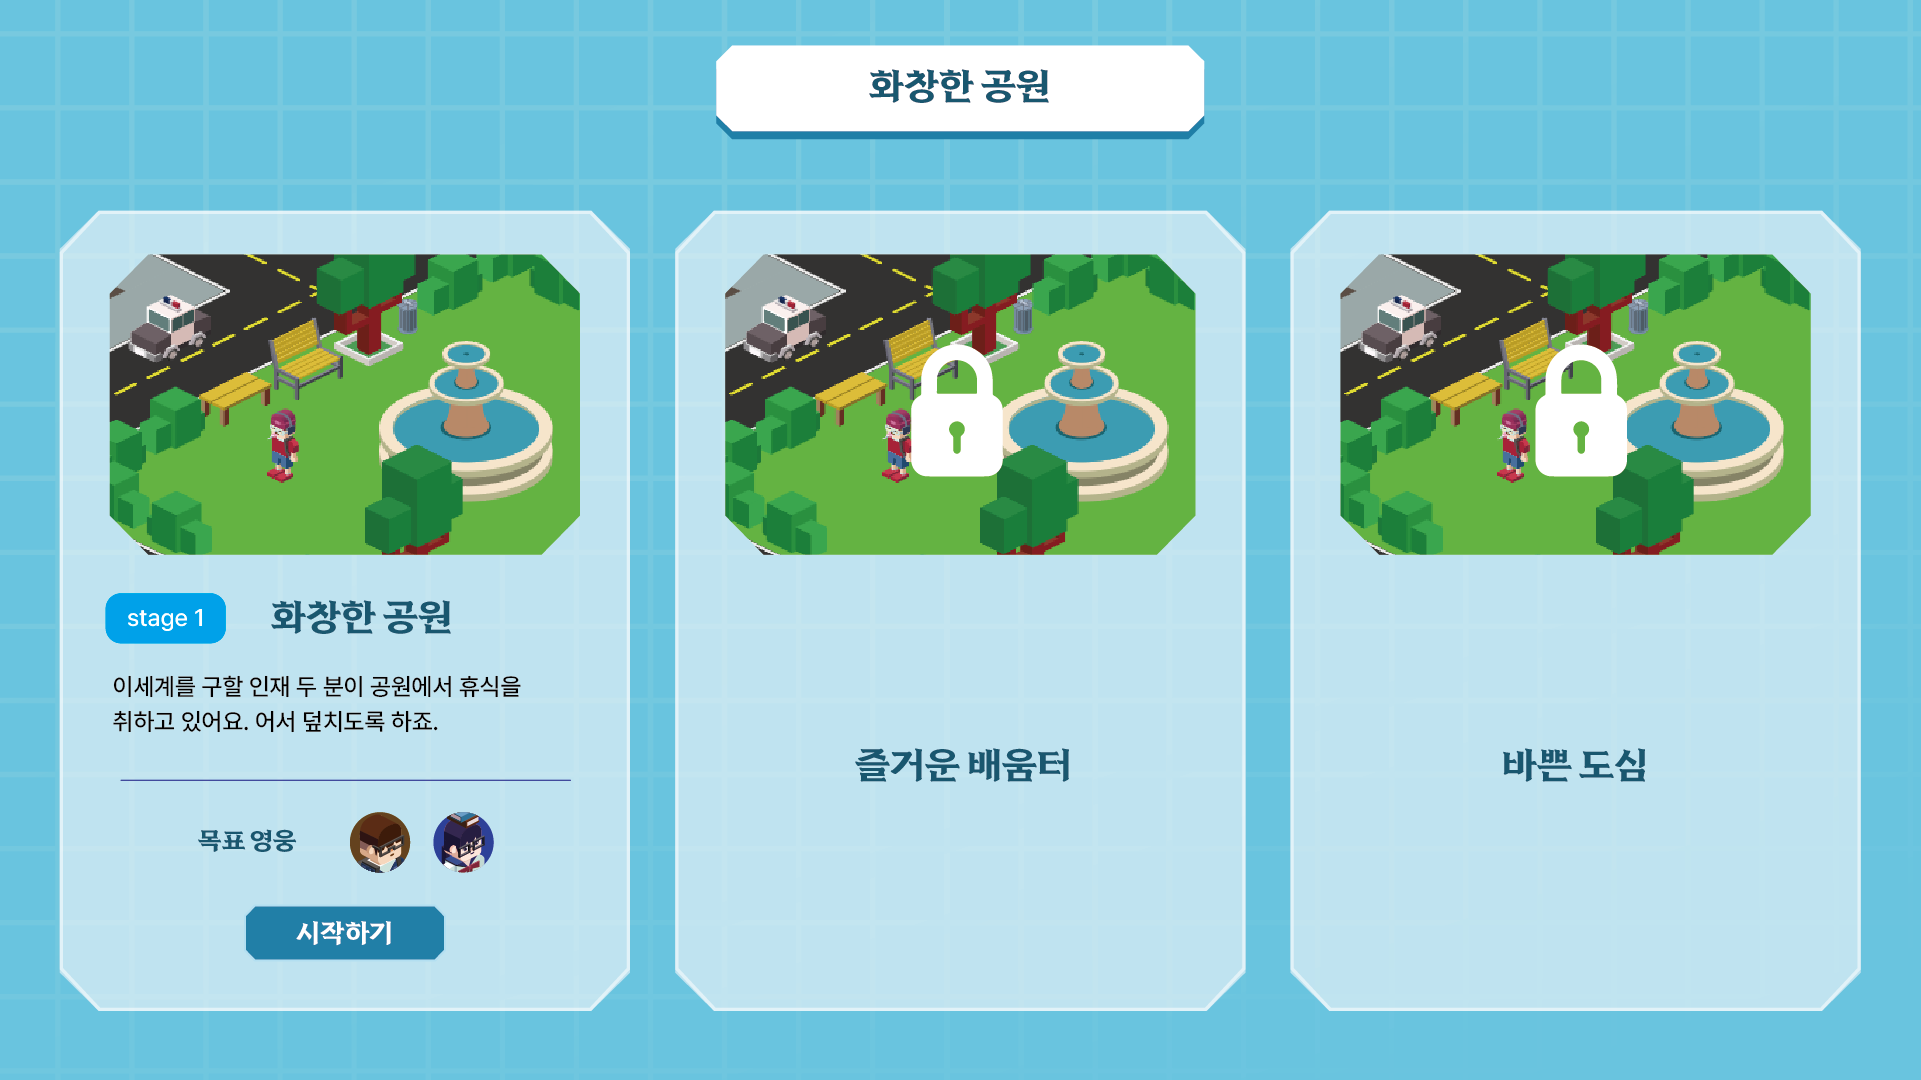 화창한 공원
stage 1
화창한 공원
이세계를 구할 인재 두 분이 공원에서 휴식을
취하고 있어요. 어서 덮치도록 하죠.
목표 영웅
시작하기
즐거운 배움터
바쁜 도심